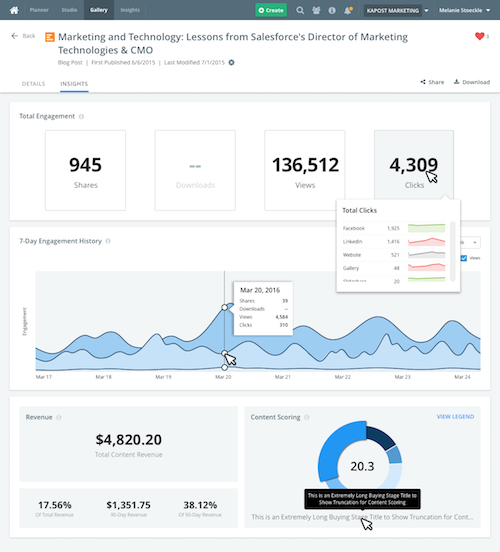 Planner Studio Gallery Insights Create KAPOST MARKETING Melanie Stoeckle
Back
Marketing and Technology: Lessons from Salesforce's Director of Marketing
Technologies & CMO
Blog Post | First Published 6/6/2015 | Last Modified 7/1/2015
3
DETAILS INSIGHTS
Share Download
Total Engagement
945
Shares
--
Downloads
136,512
Views
4,309
Clicks
Total Clicks
Facebook 1,925
LinkedIn 1,416
Website 521
Gallery 48
Slideshare 20
7-Day Engagement History
Views
Engagement
Mar 20, 2016
Shares 39
Downloads --
Views 4,584
Clicks 310
Mar 17 Mar 18 Mar 19 Mar 20 Mar 21 Mar 22 Mar 23 Mar 24
Revenue
$4,820.20
Total Content Revenue
17.56%
Of Total Revenue
$1,351.75
90-Day Revenue
38.12%
Of 90-Day Revenue
Content Scoring
VIEW LEGEND
20.3
This is an Extremely Long Buying Stage Title to
Show Truncation for Content Scoring
This is an Extremely Long Buying Stage Title to Show Truncation for Cont...